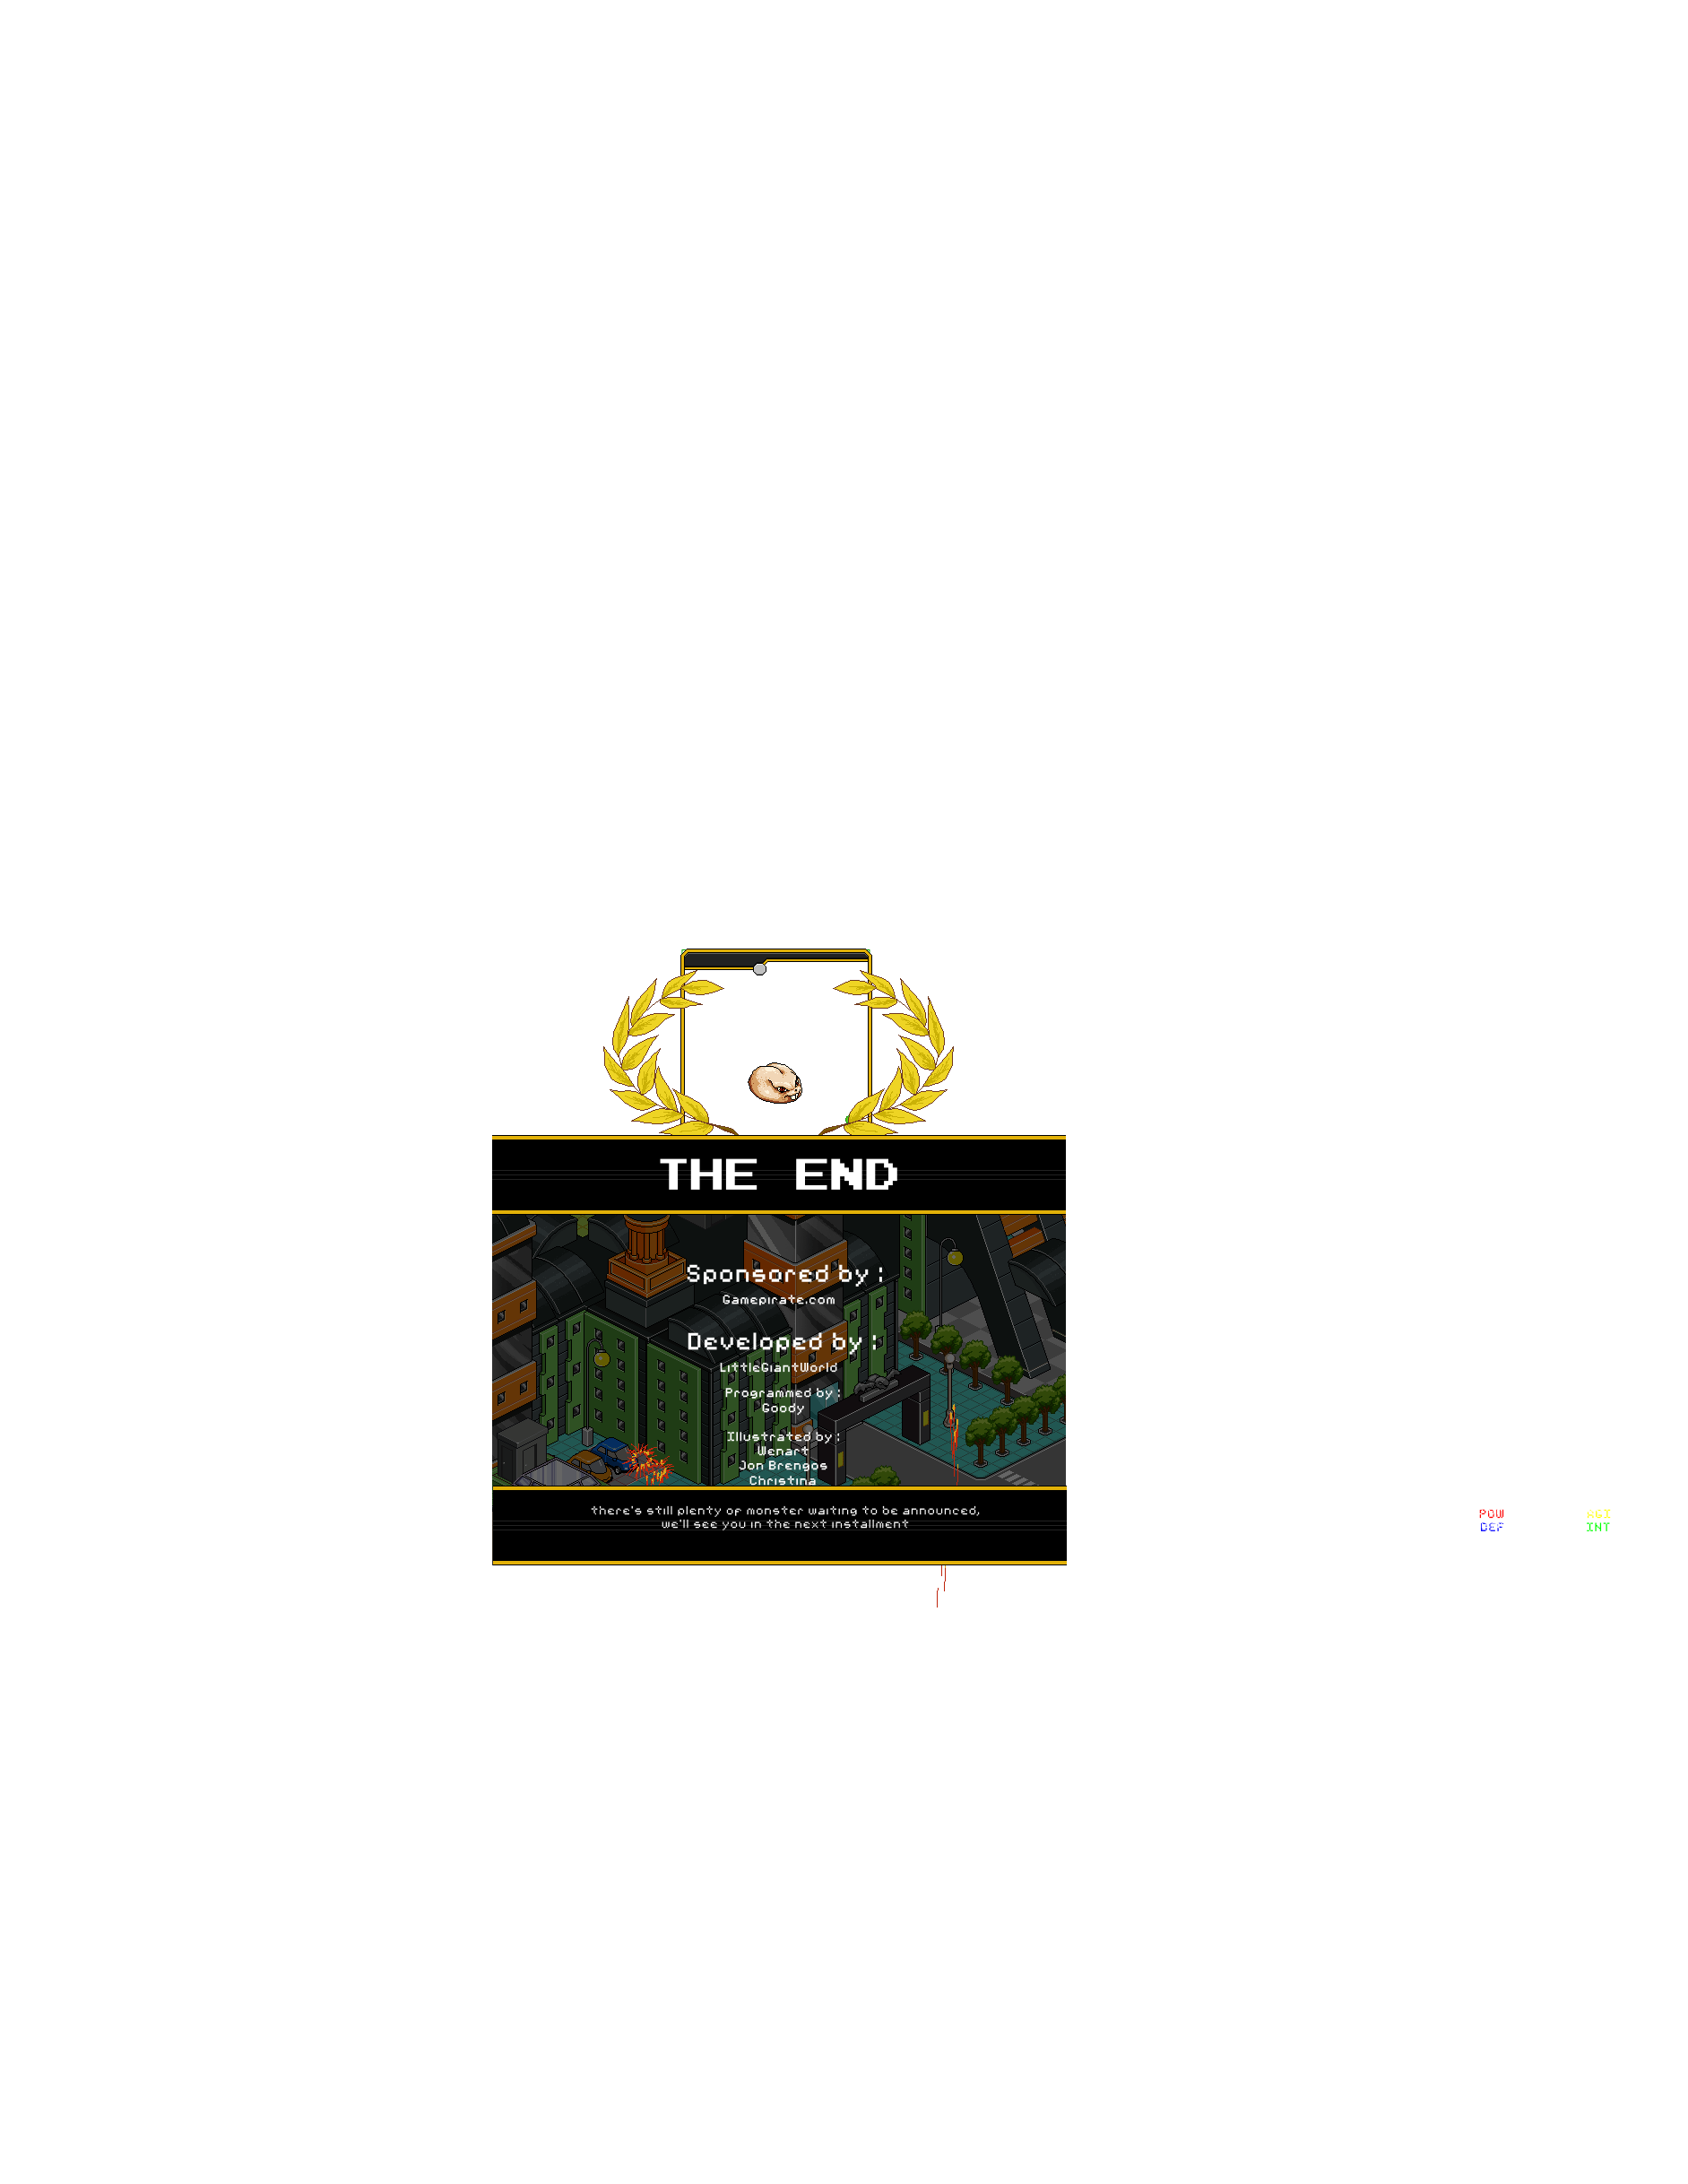 THE END
Sponsored by :
Gamepirate.com
Developed by :
LittleGiantWorld
Programmed by :
Goody
Illustrated by :
Wenart
Jon Brengos
Christina
there's still plenty of monster waiting to be announced,
we'll see you in the next installment
POW AGI
DEF INT